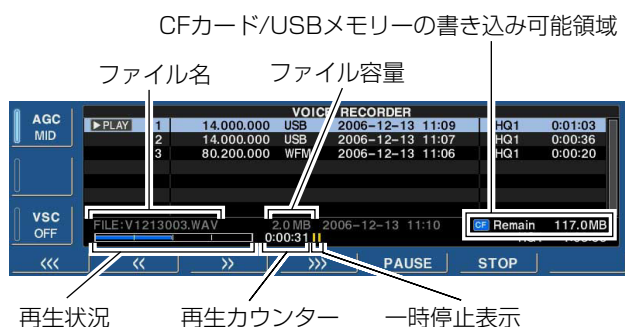 CFカード/USBメモリーの書き込み可能領域
ファイル名 ファイル容量
VOICE RECORDER
AGC
MID
▶PLAY 1 14.000.000 USB 2006-12-13 11:09 HQ1 0:01:03
2 14.000.000 USB 2006-12-13 11:07 HQ1 0:00:36
3 80.200.000 WFM 2006-12-13 11:06 HQ1 0:00:20
VSC
OFF
FILE:V1213003.WAV 2.0MB 2006-12-13 11:10 CF Remain 117.0MB
0:00:31
<<< << >> >>> PAUSE STOP
再生状況 再生カウンター 一時停止表示